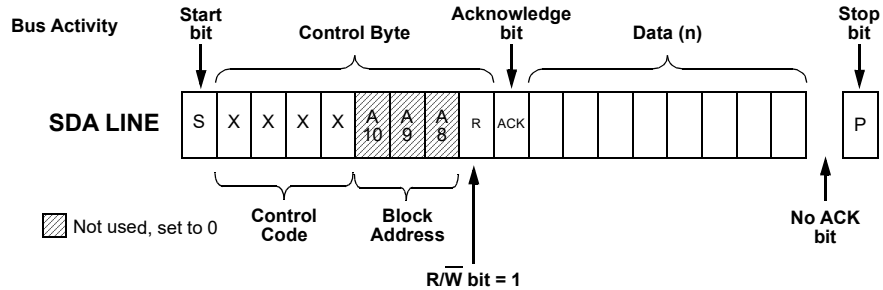 Bus Activity
Start
bit
Control Byte
Acknowledge
bit
Data (n)
Stop
bit
SDA LINE
S
X
X
X
X
A
10
A
9
A
8
R
ACK
P
Not used, set to 0
Control
Code
Block
Address
No ACK
bit
R/W̅ bit = 1